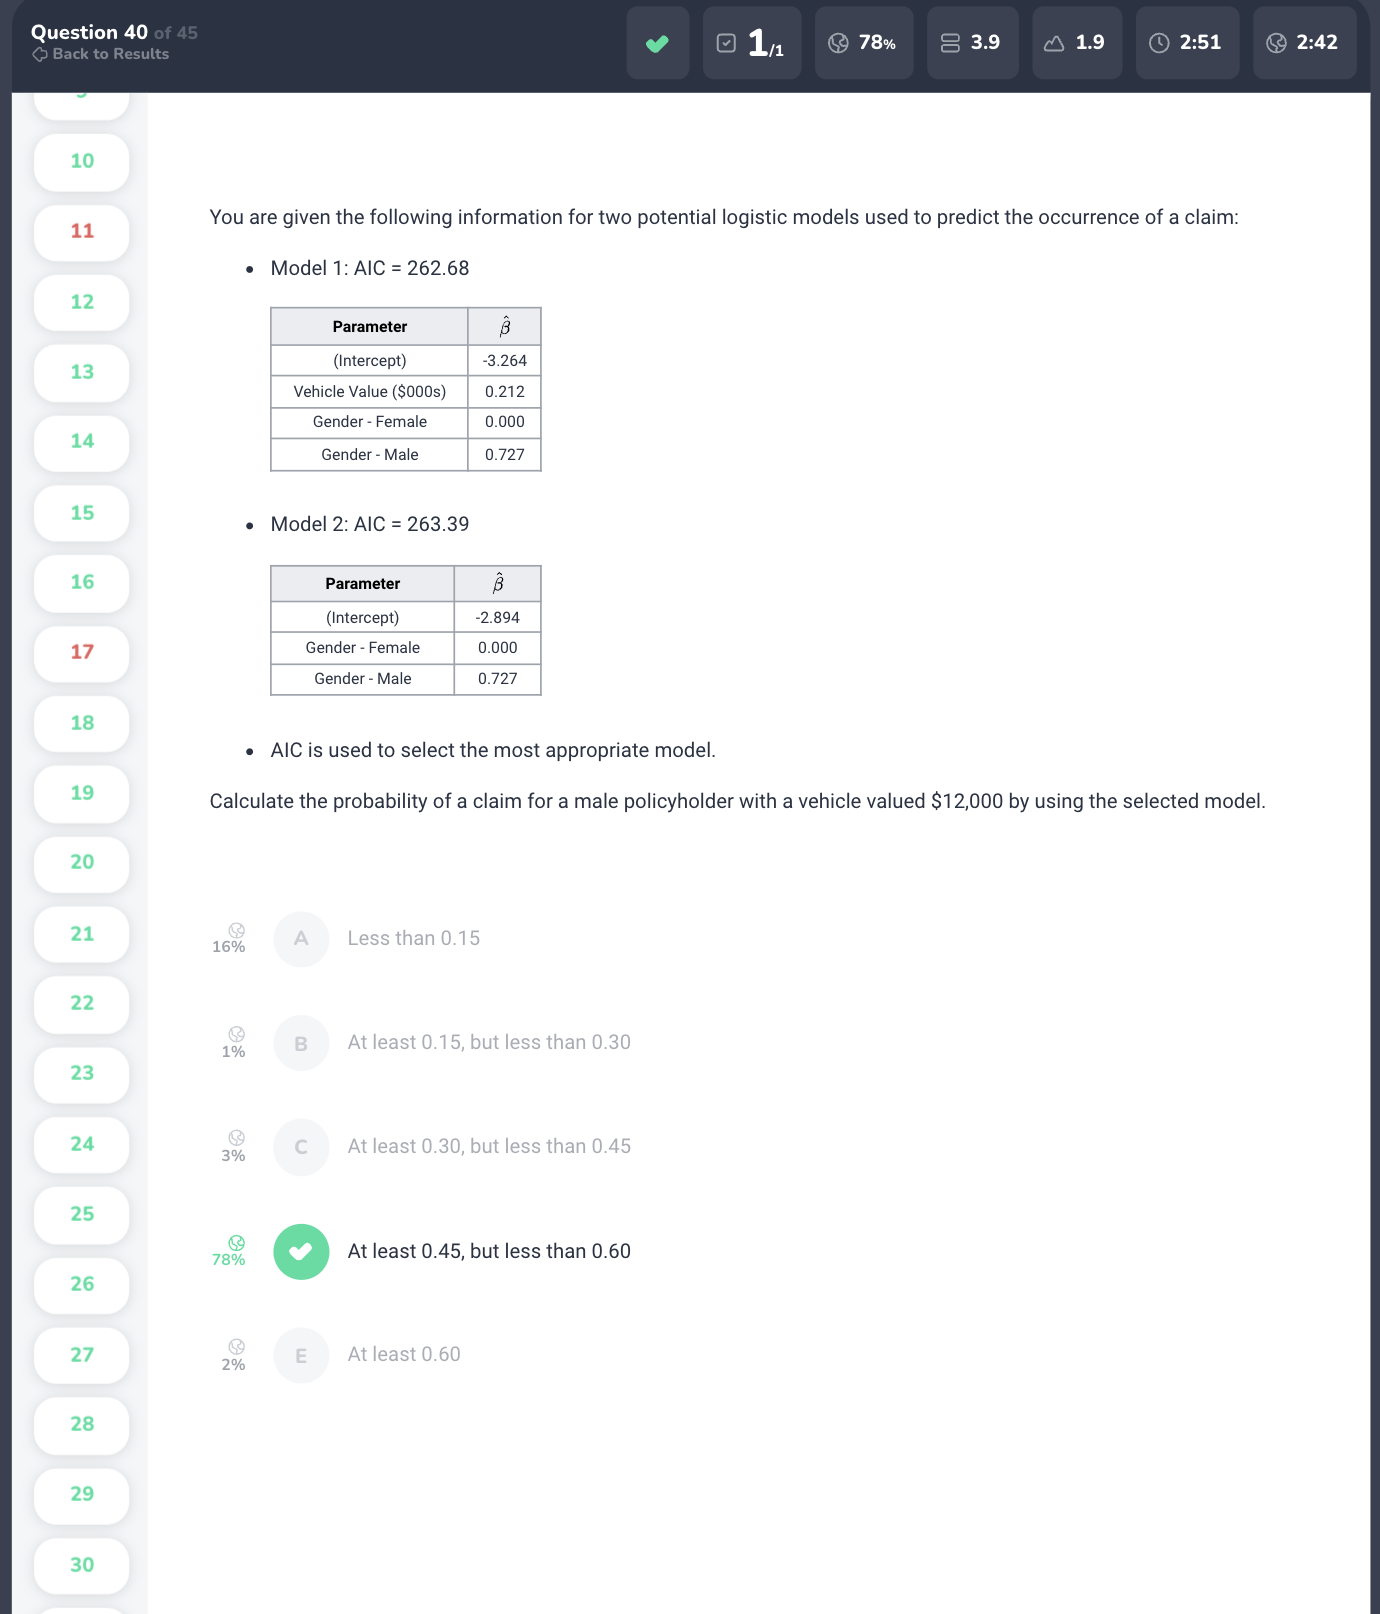 Question 40 of 45
Back to Results
1/1
78%
3.9
1.9
2:51
2:42
10
11
12
13
14
15
16
17
18
19
20
21
22
23
24
25
26
27
28
29
30
You are given the following information for two potential logistic models used to predict the occurrence of a claim:
• Model 1: AIC = 262.68
Parameter β̂
(Intercept) -3.264
Vehicle Value ($000s) 0.212
Gender - Female 0.000
Gender - Male 0.727
• Model 2: AIC = 263.39
Parameter β̂
(Intercept) -2.894
Gender - Female 0.000
Gender - Male 0.727
• AIC is used to select the most appropriate model.
Calculate the probability of a claim for a male policyholder with a vehicle valued $12,000 by using the selected model.
16% A Less than 0.15
1% B At least 0.15, but less than 0.30
3% C At least 0.30, but less than 0.45
78% At least 0.45, but less than 0.60
2% E At least 0.60